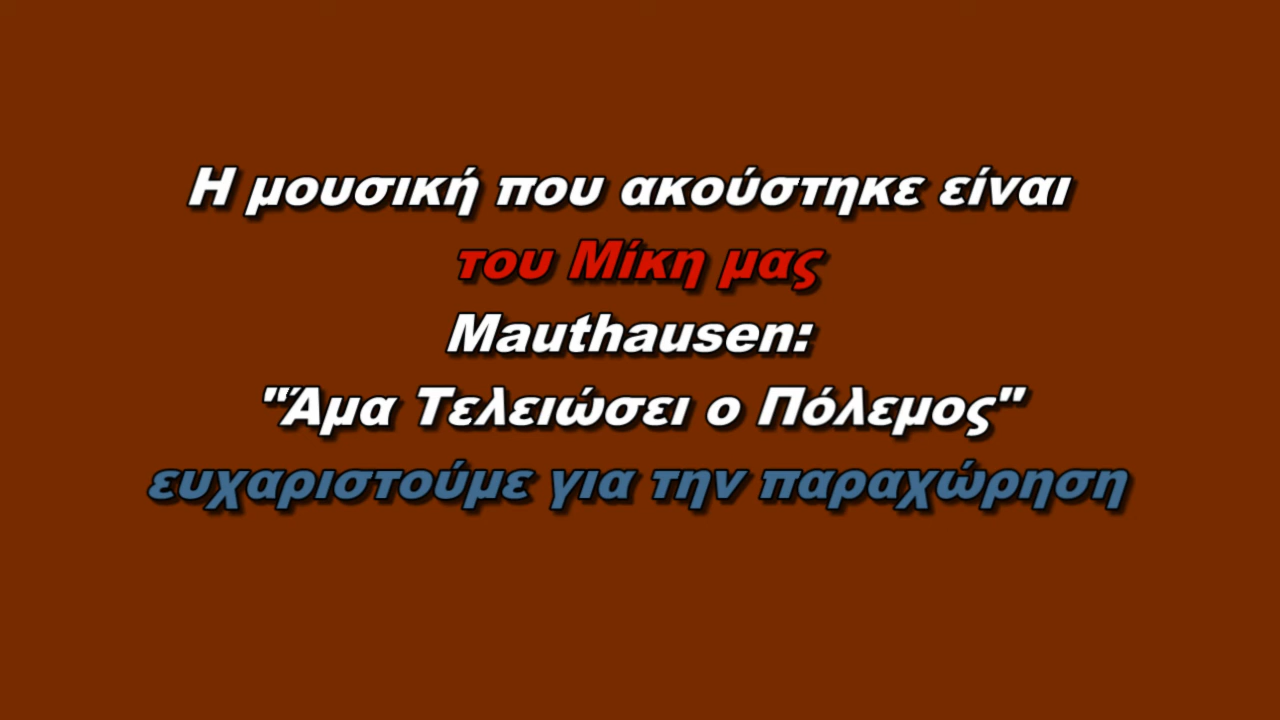 Η μουσική που ακούστηκε είναι
του Μίκη μας
Mauthausen:
"Άμα Τελειώσει ο Πόλεμος"
ευχαριστούμε για την παραχώρηση